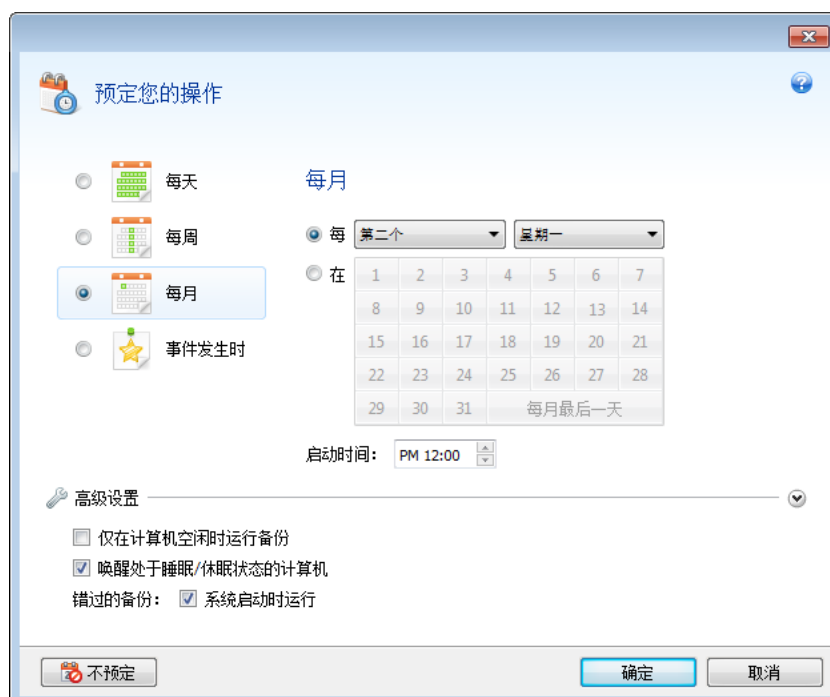 预定您的操作
每天
每周
每月
事件发生时
每月
每 第二个 星期一
在 1 2 3 4 5 6 7
8 9 10 11 12 13 14
15 16 17 18 19 20 21
22 23 24 25 26 27 28
29 30 31 每月最后一天
启动时间： PM 12:00
高级设置
仅在计算机空闲时运行备份
唤醒处于睡眠/休眠状态的计算机
错过的备份： 系统启动时运行
不预定 确定 取消